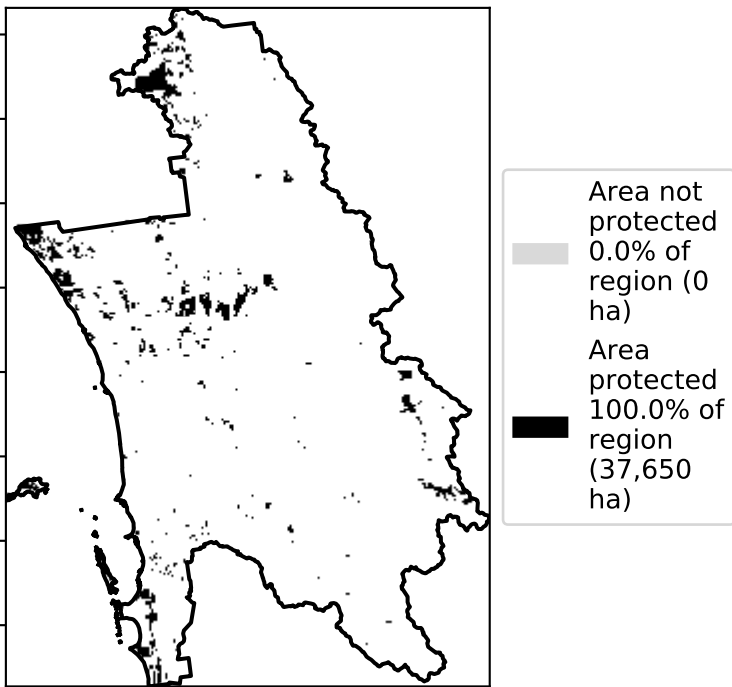 Area not
protected
0.0% of
region (0
ha)
Area
protected
100.0% of
region
(37,650
ha)